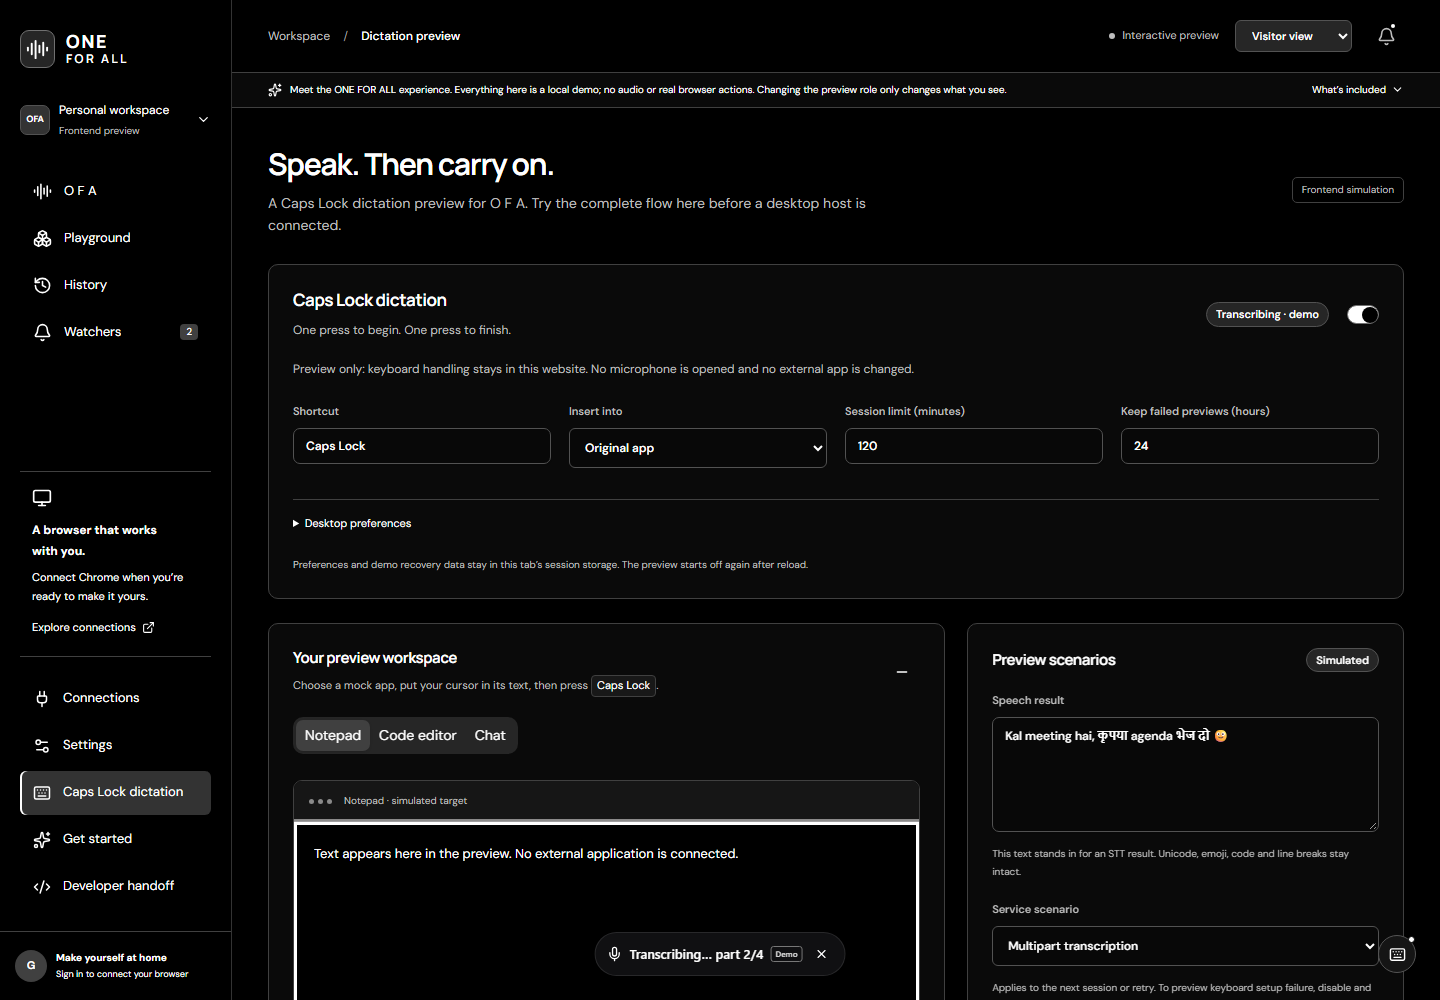 ONE
FOR ALL
OFA
Personal workspace
Frontend preview
O F A
Playground
History
Watchers
2
A browser that works
with you.
Connect Chrome when you’re
ready to make it yours.
Explore connections
Connections
Settings
Caps Lock dictation
Get started
Developer handoff
G
Make yourself at home
Sign in to connect your browser
Workspace / Dictation preview
Interactive preview
Visitor view
Meet the ONE FOR ALL experience. Everything here is a local demo; no audio or real browser actions. Changing the preview role only changes what you see.
What’s included
Speak. Then carry on.
A Caps Lock dictation preview for O F A. Try the complete flow here before a desktop host is
connected.
Frontend simulation
Caps Lock dictation
One press to begin. One press to finish.
Transcribing · demo
Preview only: keyboard handling stays in this website. No microphone is opened and no external app is changed.
Shortcut
Caps Lock
Insert into
Original app
Session limit (minutes)
120
Keep failed previews (hours)
24
Desktop preferences
Preferences and demo recovery data stay in this tab’s session storage. The preview starts off again after reload.
Your preview workspace
Choose a mock app, put your cursor in its text, then press Caps Lock.
Notepad
Code editor
Chat
Notepad · simulated target
Text appears here in the preview. No external application is connected.
Transcribing... part 2/4
Demo
Preview scenarios
Simulated
Speech result
Kal meeting hai, कृपया agenda भेज दो 😄
This text stands in for an STT result. Unicode, emoji, code and line breaks stay
intact.
Service scenario
Multipart transcription
Applies to the next session or retry. To preview keyboard setup failure, disable and